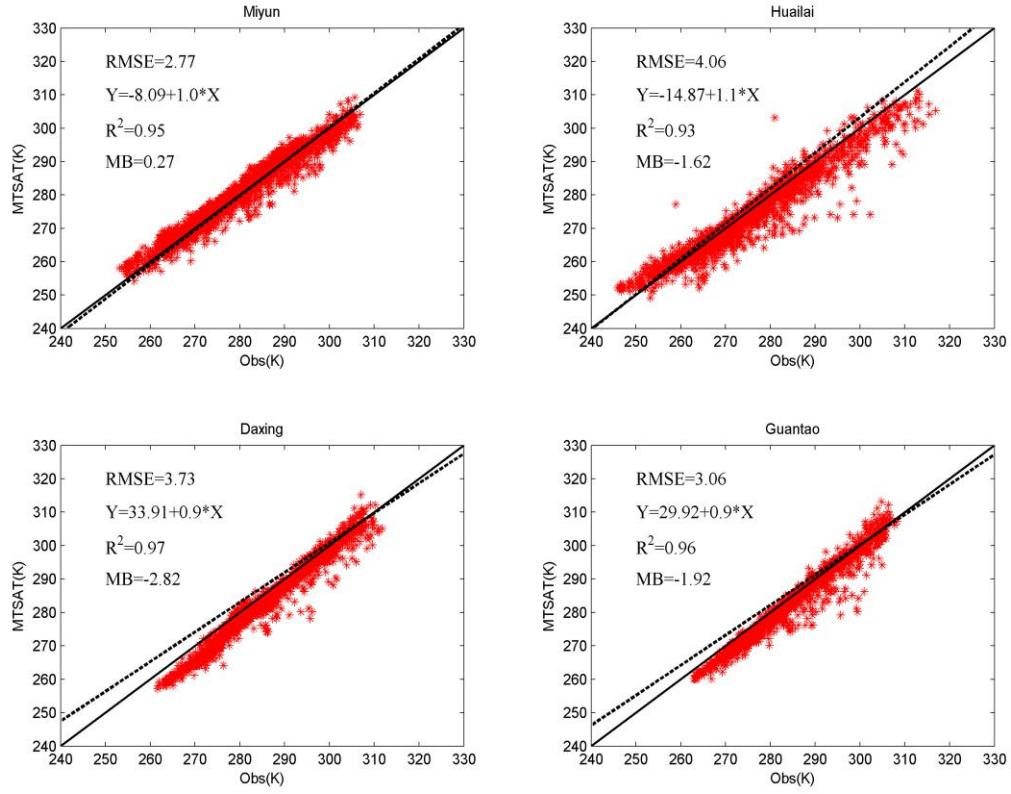 Miyun
330
320
310
300
290
280
270
260
250
240
MTSAT(K)
RMSE=2.77
Y=-8.09+1.0*X
R²=0.95
MB=0.27
240 250 260 270 280 290 300 310 320 330
Obs(K)
Huailai
330
320
310
300
290
280
270
260
250
240
MTSAT(K)
RMSE=4.06
Y=-14.87+1.1*X
R²=0.93
MB=-1.62
240 250 260 270 280 290 300 310 320 330
Obs(K)
Daxing
330
320
310
300
290
280
270
260
250
240
MTSAT(K)
RMSE=3.73
Y=33.91+0.9*X
R²=0.97
MB=-2.82
240 250 260 270 280 290 300 310 320 330
Obs(K)
Guantao
330
320
310
300
290
280
270
260
250
240
MTSAT(K)
RMSE=3.06
Y=29.92+0.9*X
R²=0.96
MB=-1.92
240 250 260 270 280 290 300 310 320 330
Obs(K)